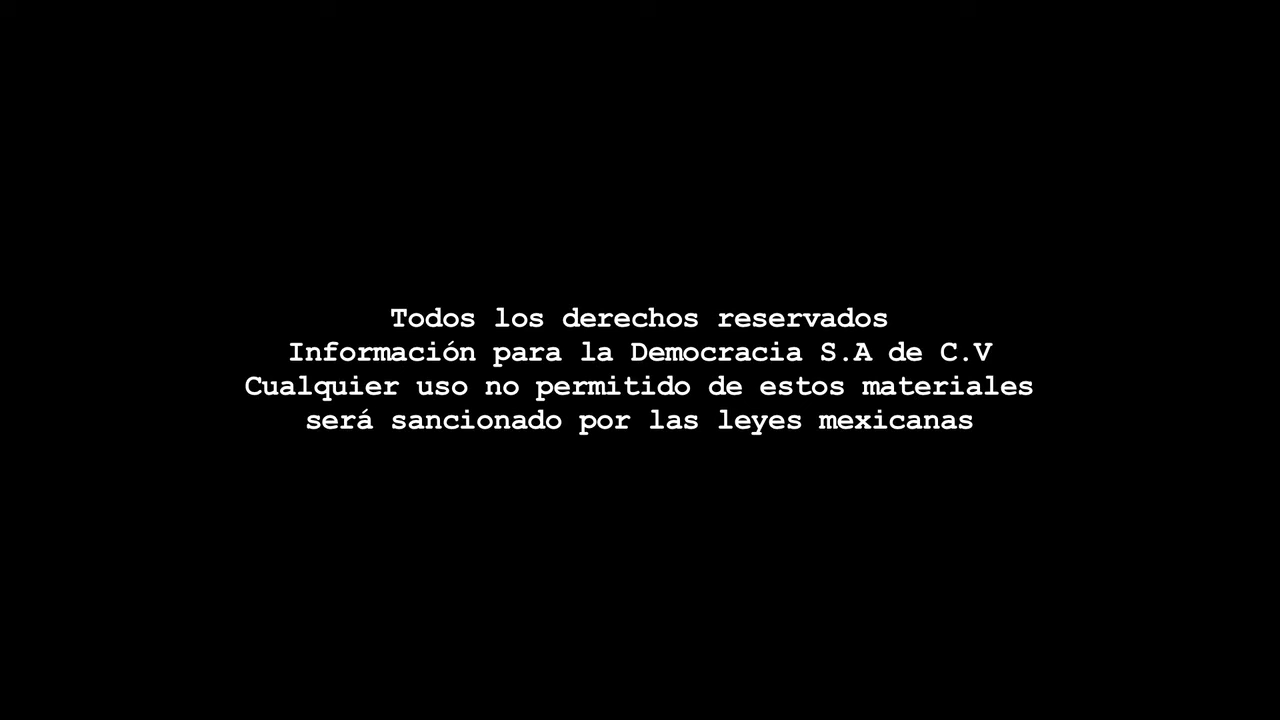 Todos los derechos reservados
Información para la Democracia S.A de C.V
Cualquier uso no permitido de estos materiales
será sancionado por las leyes mexicanas